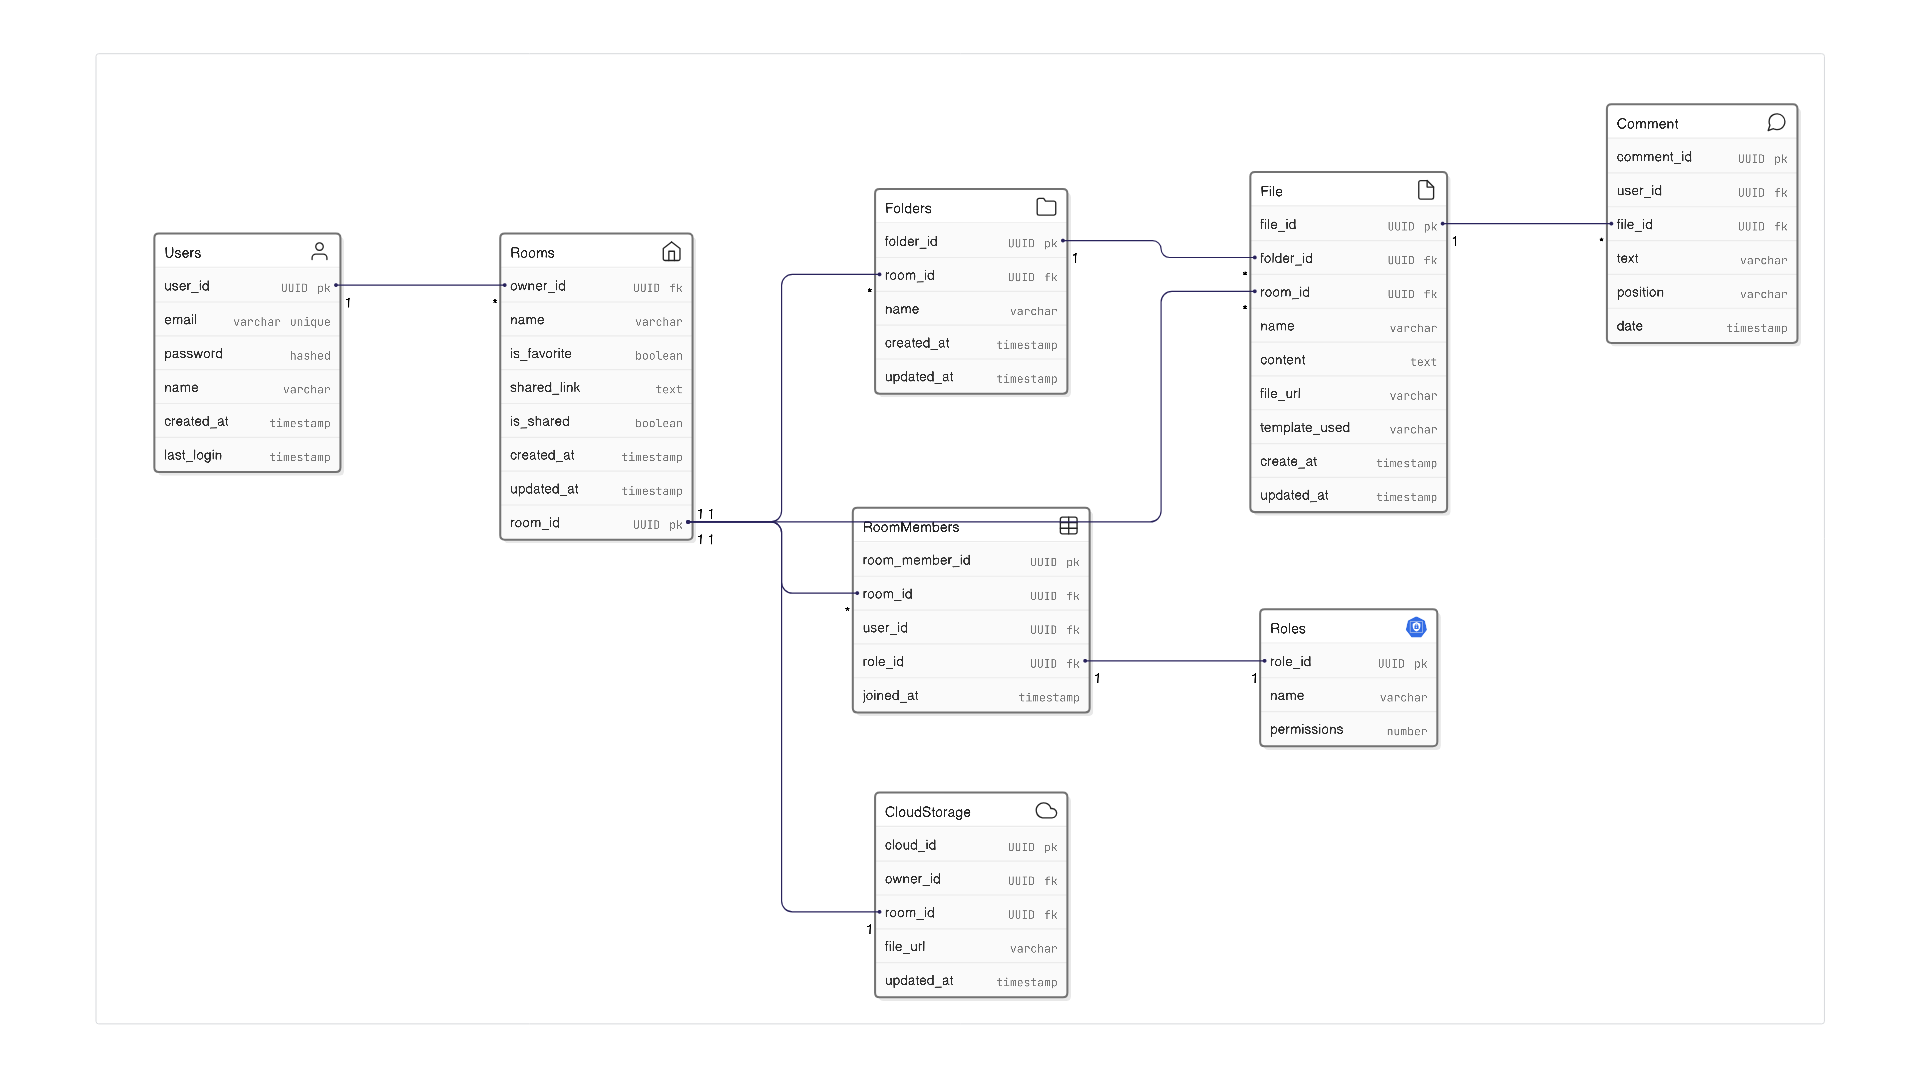 Users
user_id UUID pk
email varchar unique
password hashed
name varchar
created_at timestamp
last_login timestamp
1
*
Rooms
owner_id UUID fk
name varchar
is_favorite boolean
shared_link text
is_shared boolean
created_at timestamp
updated_at timestamp
room_id UUID pk
1 1
1 1
Folders
folder_id UUID pk
room_id UUID fk
name varchar
created_at timestamp
updated_at timestamp
*
1
RoomMembers
room_member_id UUID pk
room_id UUID fk
user_id UUID fk
role_id UUID fk
joined_at timestamp
*
1
CloudStorage
cloud_id UUID pk
owner_id UUID fk
room_id UUID fk
file_url varchar
updated_at timestamp
1
File
file_id UUID pk
folder_id UUID fk
room_id UUID fk
name varchar
content text
file_url varchar
template_used varchar
create_at timestamp
updated_at timestamp
*
*
1
Roles
role_id UUID pk
name varchar
permissions number
1
Comment
comment_id UUID pk
user_id UUID fk
file_id UUID fk
text varchar
position varchar
date timestamp
*